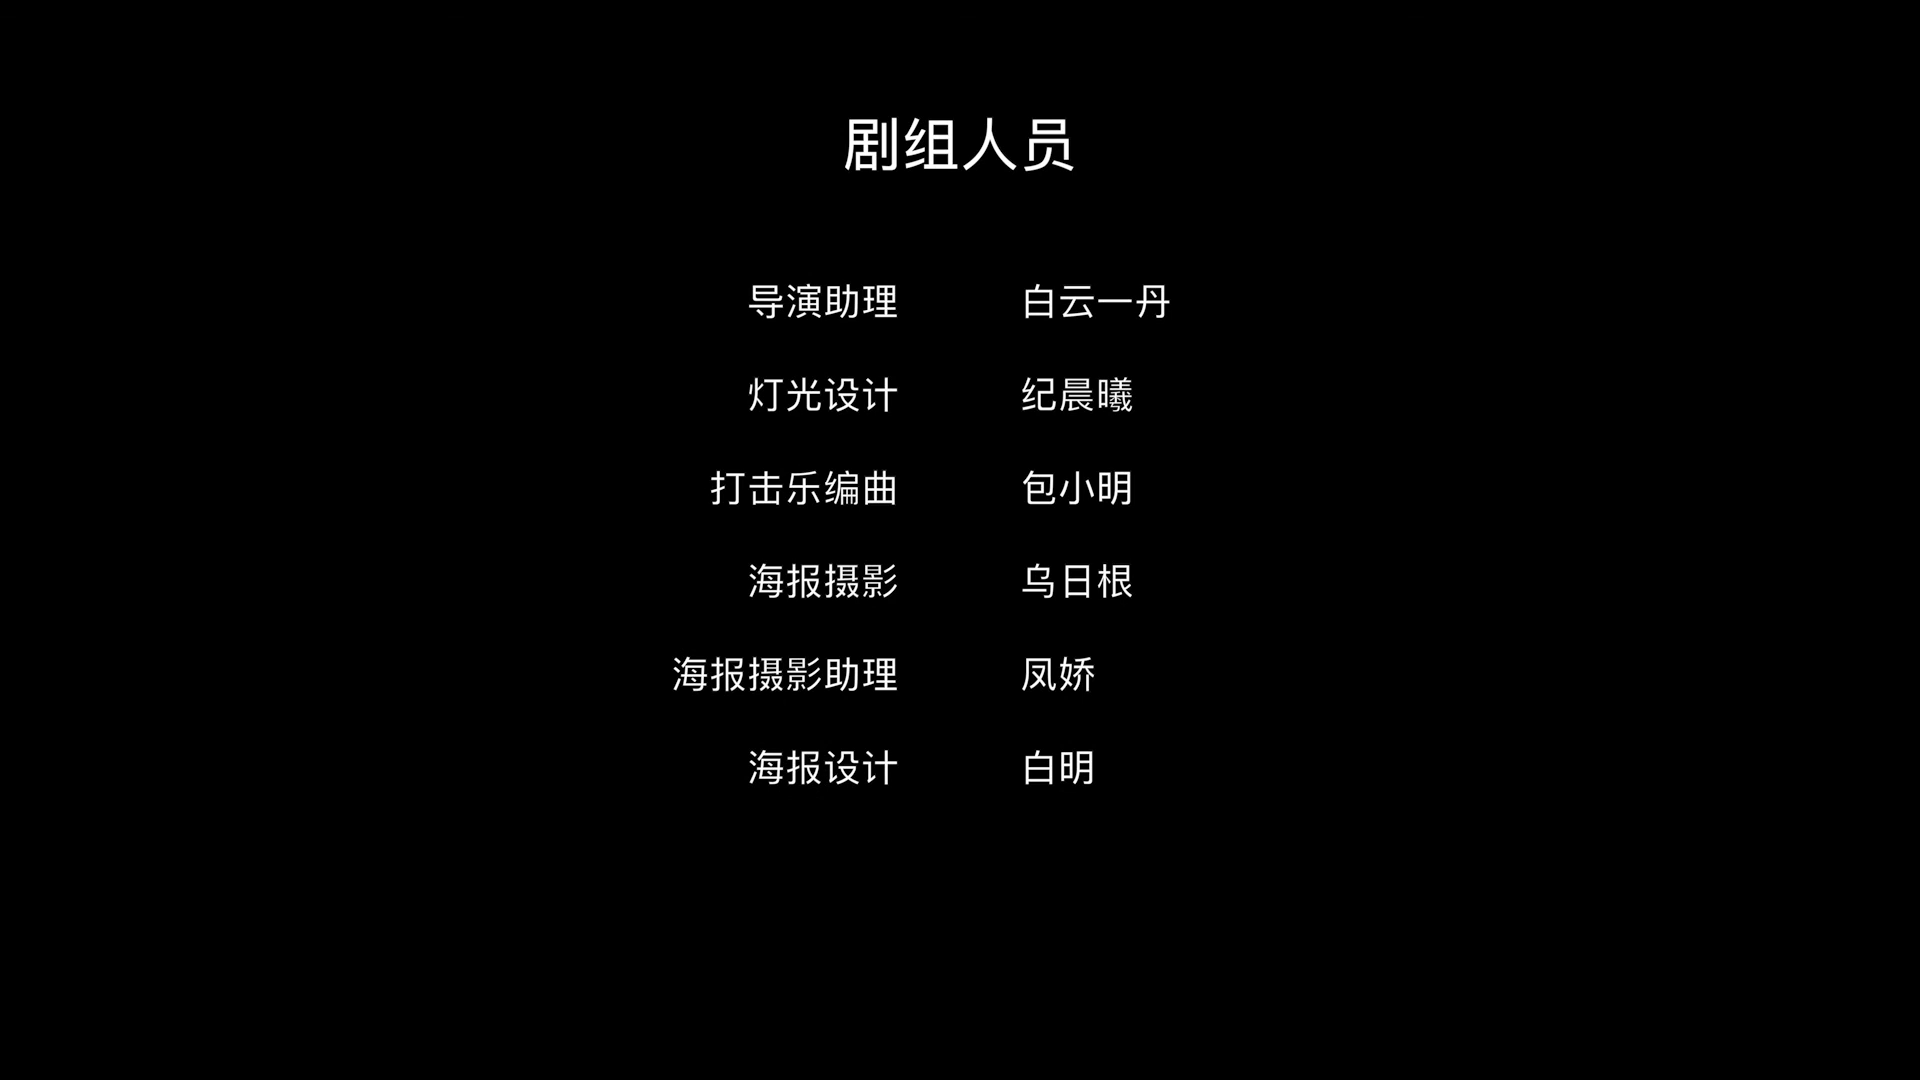 剧组人员
导演助理 白云一丹
灯光设计 纪晨曦
打击乐编曲 包小明
海报摄影 乌日根
海报摄影助理 凤娇
海报设计 白明